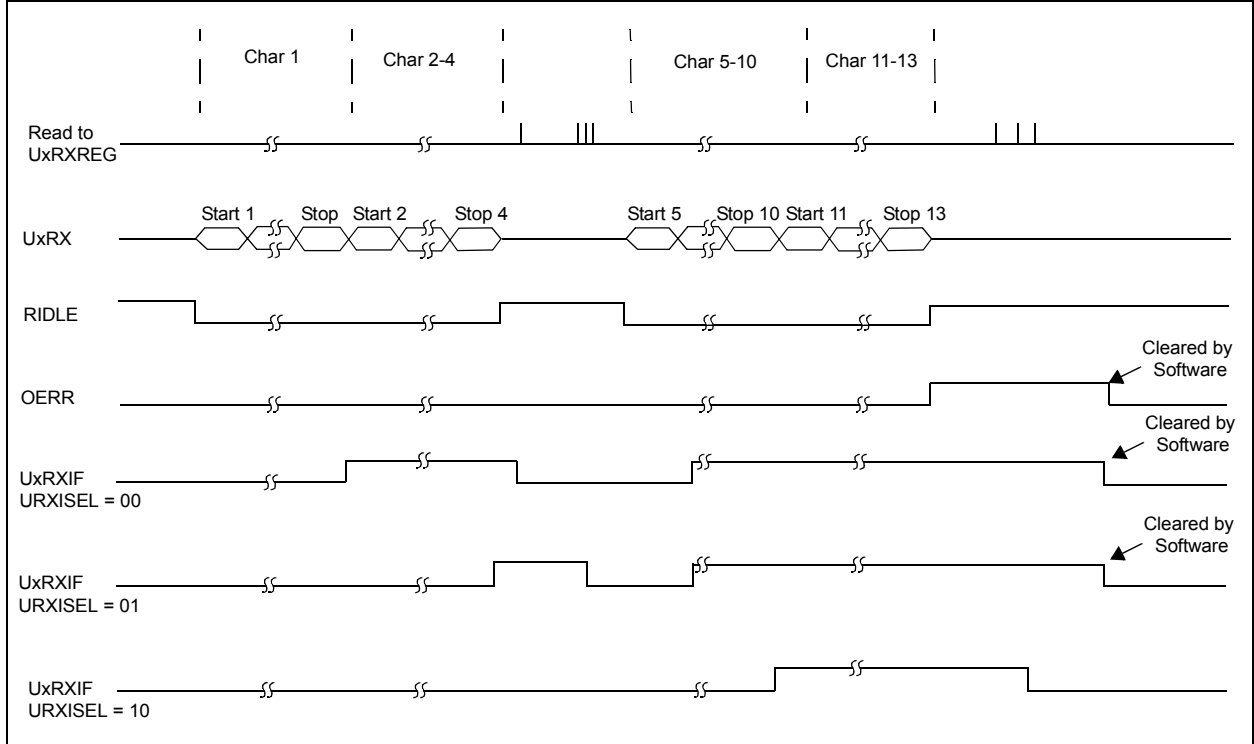 Char 1
Char 2-4
Char 5-10
Char 11-13
Read to
UxRXREG
Start 1
Stop
Start 2
Stop 4
Start 5
Stop 10
Start 11
Stop 13
UxRX
RIDLE
Cleared by
Software
OERR
Cleared by
Software
UxRXIF
URXISEL = 00
Cleared by
Software
UxRXIF
URXISEL = 01
UxRXIF
URXISEL = 10